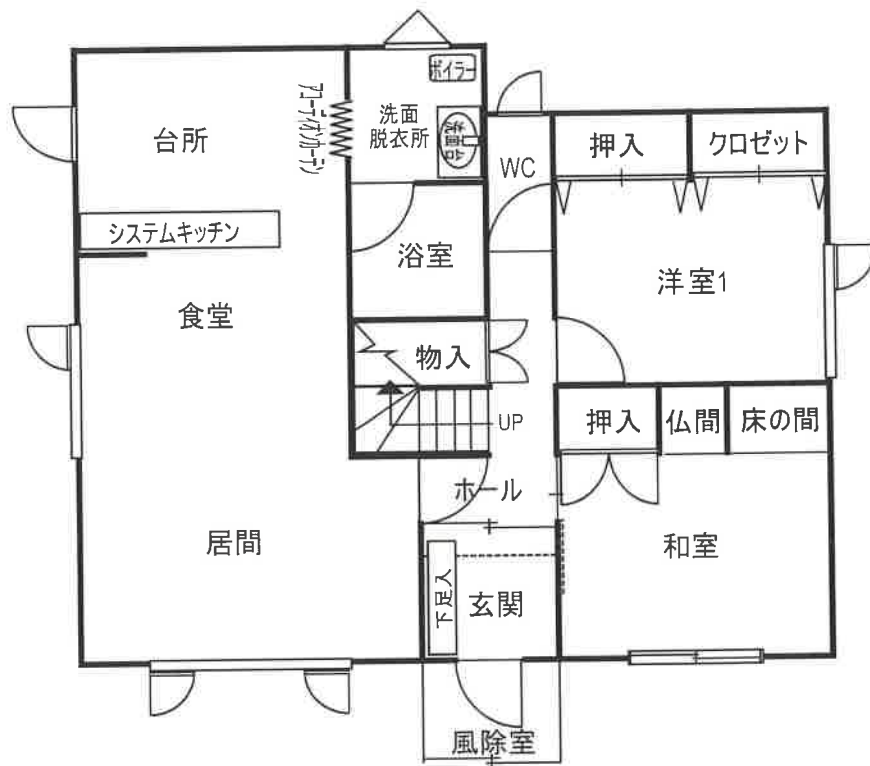 ボイラー
台所
アコーディオンカーテン
洗面
脱衣所
洗面台
WC
押入
クロゼット
システムキッチン
浴室
洋室1
食堂
物入
UP
押入
仏間
床の間
ホール
居間
和室
下足入
玄関
風除室